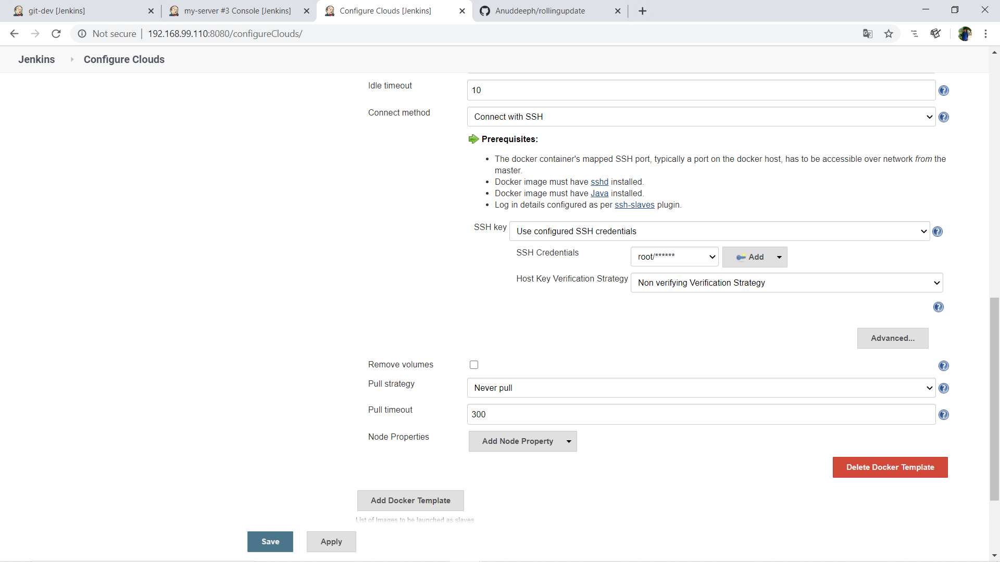 git-dev [Jenkins]
my-server #3 Console [Jenkins]
Configure Clouds [Jenkins]
Anuddeeph/rollingupdate
Not secure
192.168.99.110:8080/configureClouds/
Jenkins
Configure Clouds
Idle timeout
10
Connect method
Connect with SSH
Prerequisites:
The docker container's mapped SSH port, typically a port on the docker host, has to be accessible over network from the
master.
Docker image must have sshd installed.
Docker image must have Java installed.
Log in details configured as per ssh-slaves plugin.
SSH key
Use configured SSH credentials
SSH Credentials
root/******
Add
Host Key Verification Strategy
Non verifying Verification Strategy
Advanced...
Remove volumes
Pull strategy
Never pull
Pull timeout
300
Node Properties
Add Node Property
Delete Docker Template
Add Docker Template
List of Images to be launched as slaves
Save
Apply